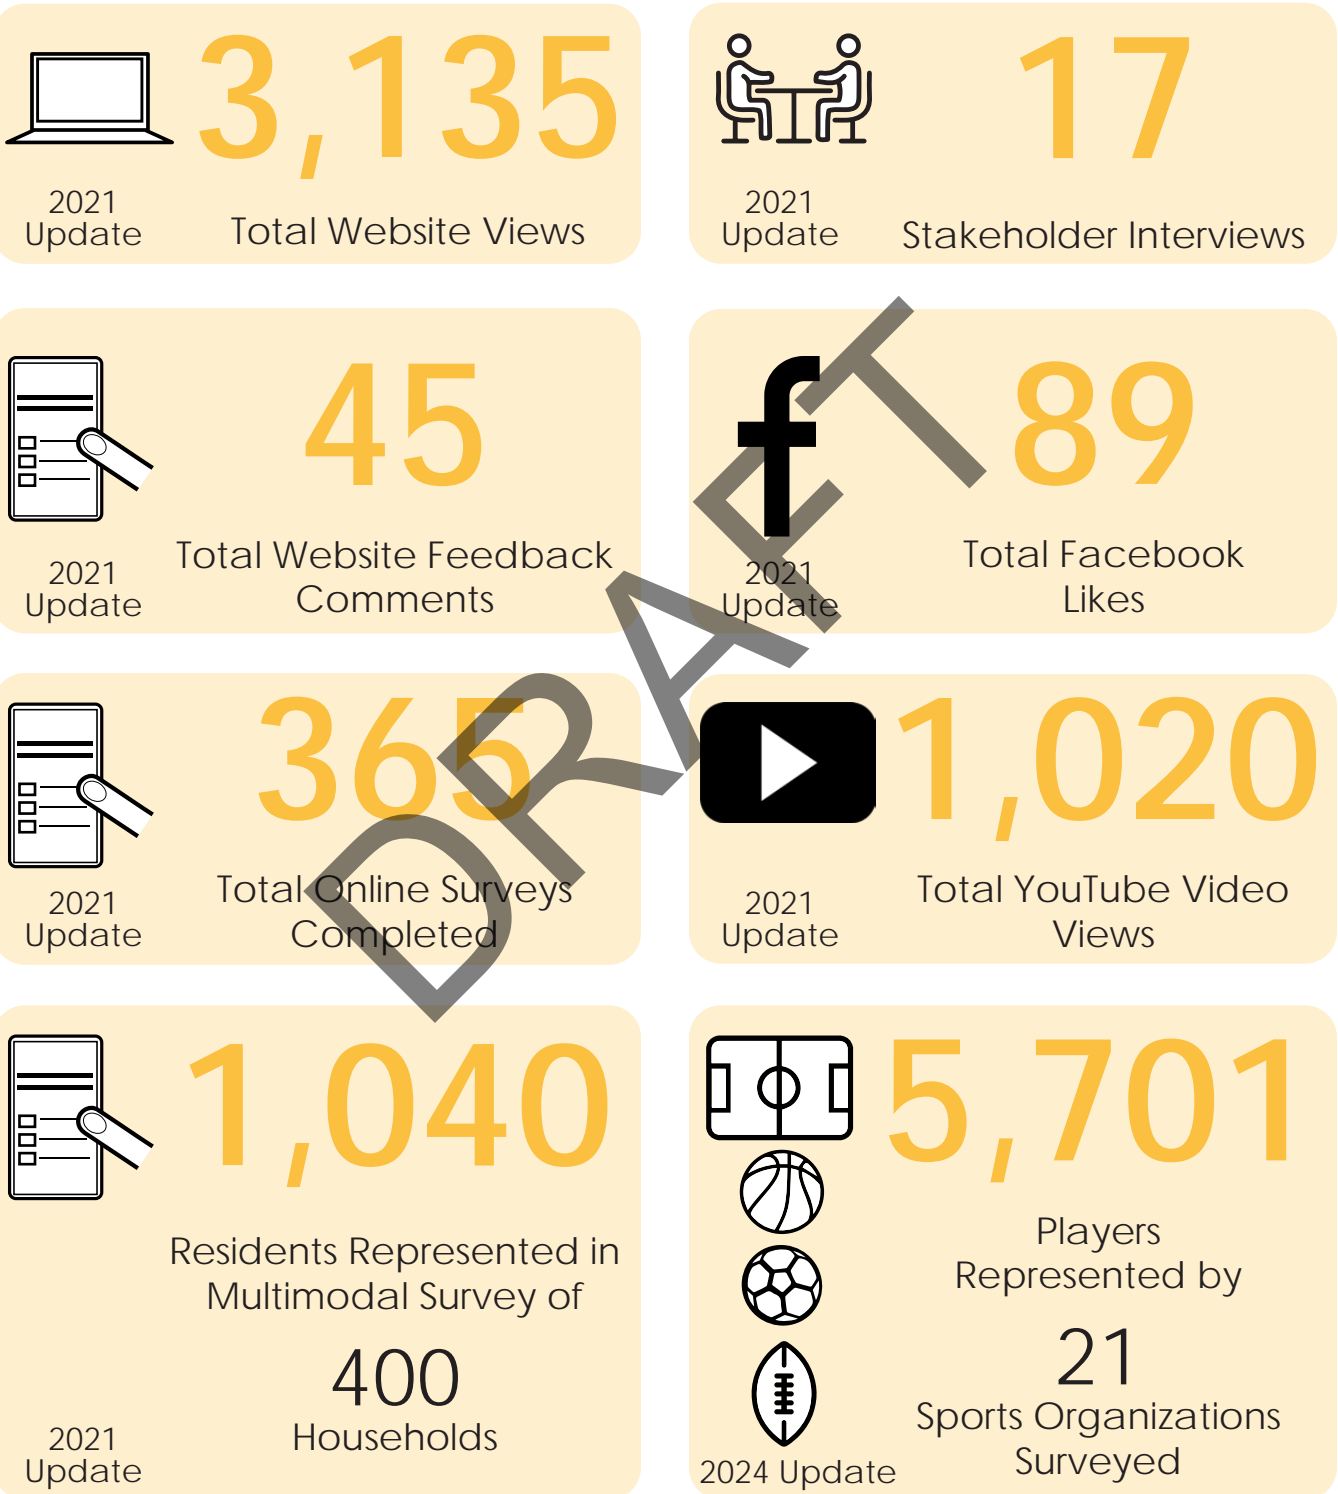 3,135
2021
Update
Total Website Views
17
2021
Update
Stakeholder Interviews
45
2021
Update
Total Website Feedback
Comments
89
2021
Update
Total Facebook
Likes
365
2021
Update
Total Online Surveys
Completed
1,020
2021
Update
Total YouTube Video
Views
1,040
Residents Represented in
Multimodal Survey of
400
Households
2021
Update
5,701
Players
Represented by
21
Sports Organizations
Surveyed
2024 Update
DRAFT